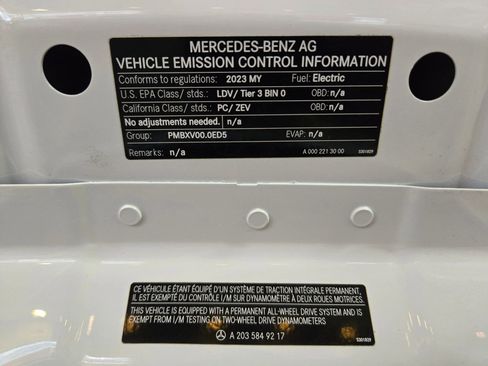 MERCEDES-BENZ AG
VEHICLE EMISSION CONTROL INFORMATION
Conforms to regulations: 2023 MY Fuel: Electric
U.S. EPA Class/ stds.: LDV/ Tier 3 BIN 0 OBD: n/a
California Class/ stds.: PC/ ZEV OBD: n/a
No adjustments needed. n/a
Group: PMBXV00.0ED5 EVAP: n/a
Remarks: n/a A 000 221 30 00 S301829
CE VÉHICULE ÉTANT ÉQUIPÉ D'UN SYSTÈME DE TRACTION INTÉGRALE PERMANENT,
IL EST EXEMPTÉ DU CONTRÔLE I/M SUR DYNAMOMÈTRE À DEUX ROUES MOTRICES.
THIS VEHICLE IS EQUIPPED WITH A PERMANENT ALL-WHEEL DRIVE SYSTEM AND IS
EXEMPT FROM I/M TESTING ON TWO-WHEEL DRIVE DYNAMOMETERS
A 203 584 92 17 S301829